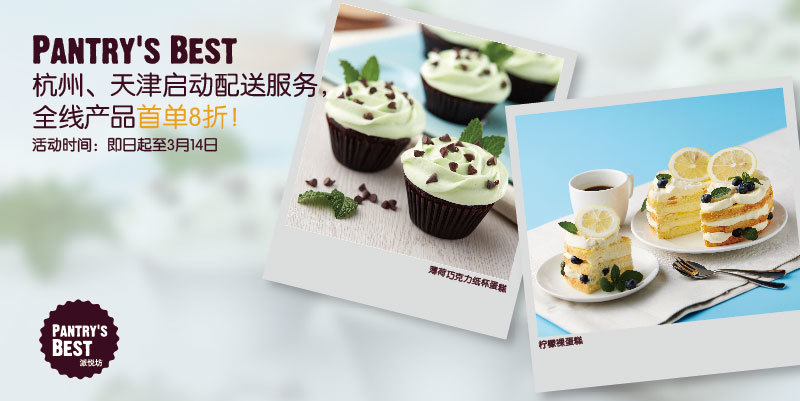 PANTRY'S BEST
杭州、天津启动配送服务，
全线产品首单8折！
活动时间：即日起至3月14日
薄荷巧克力纸杯蛋糕
柠檬裸蛋糕
PANTRY'S
BEST
派悦坊